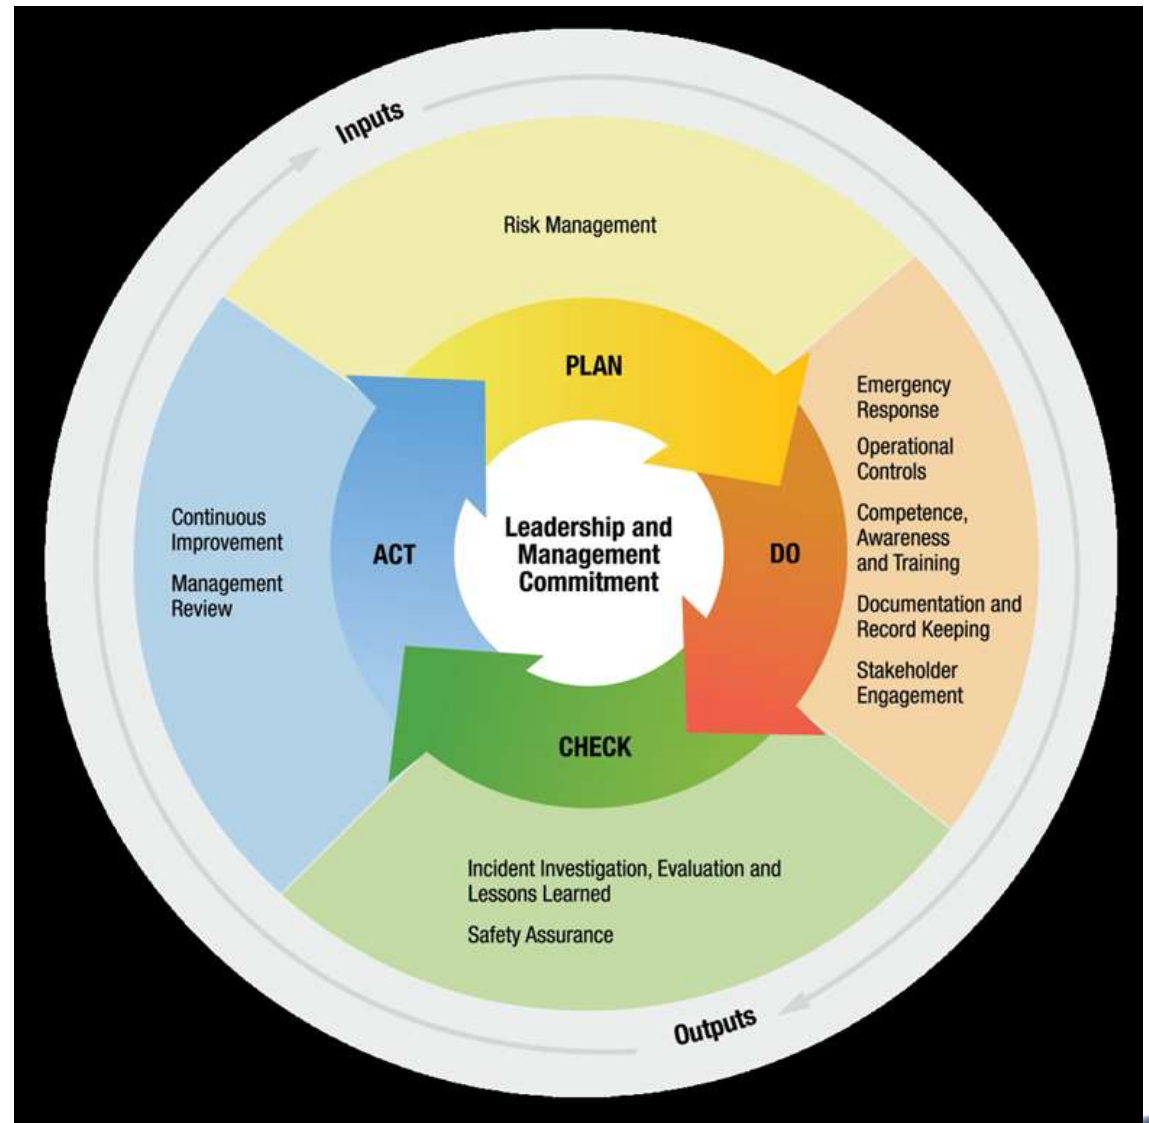 Inputs
Risk Management
PLAN
Emergency
Response
Operational
Controls
Competence,
Awareness
and Training
Documentation and
Record Keeping
Stakeholder
Engagement
DO
Leadership and
Management
Commitment
ACT
Continuous
Improvement
Management
Review
CHECK
Incident Investigation, Evaluation and
Lessons Learned
Safety Assurance
Outputs